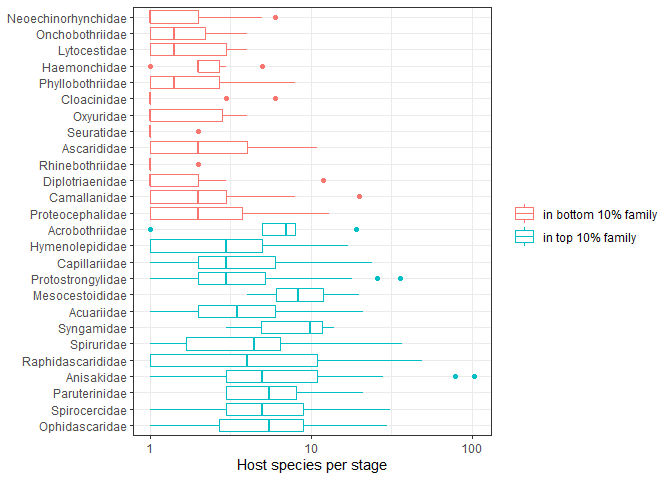 Neoechinorhynchidae
Onchobothriidae
Lytocestidae
Haemonchidae
Phyllobothriidae
Cloacinidae
Oxyuridae
Seuratidae
Ascarididae
Rhinebothriidae
Diplotriaenidae
Camallanidae
Proteocephalidae
Acrobothriidae
Hymenolepididae
Capillariidae
Protostrongylidae
Mesocestoididae
Acuariidae
Syngamidae
Spiruridae
Raphidascarididae
Anisakidae
Paruterinidae
Spirocercidae
Ophidascaridae
1 10 100
Host species per stage
in bottom 10% family
in top 10% family